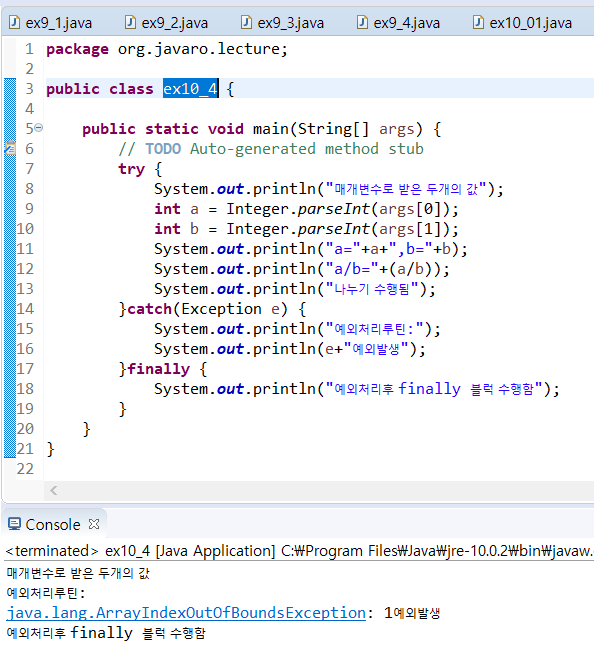 ex9_1.java ex9_2.java ex9_3.java ex9_4.java ex10_01.java
1 package org.javaro.lecture;
2
3 public class ex10_4 {
4
5 public static void main(String[] args) {
6 // TODO Auto-generated method stub
7 try {
8 System.out.println("매개변수로 받은 두개의 값");
9 int a = Integer.parseInt(args[0]);
10 int b = Integer.parseInt(args[1]);
11 System.out.println("a="+a+",b="+b);
12 System.out.println("a/b="+(a/b));
13 System.out.println("나누기 수행됨");
14 }catch(Exception e) {
15 System.out.println("예외처리루틴:");
16 System.out.println(e+"예외발생");
17 }finally {
18 System.out.println("예외처리후 finally 블럭 수행함");
19 }
20 }
21 }
22
Console
<terminated> ex10_4 [Java Application] C:₩Program Files₩Java₩jre-10.0.2₩bin₩javaw.
매개변수로 받은 두개의 값
예외처리루틴:
java.lang.ArrayIndexOutOfBoundsException: 1예외발생
예외처리후 finally 블럭 수행함